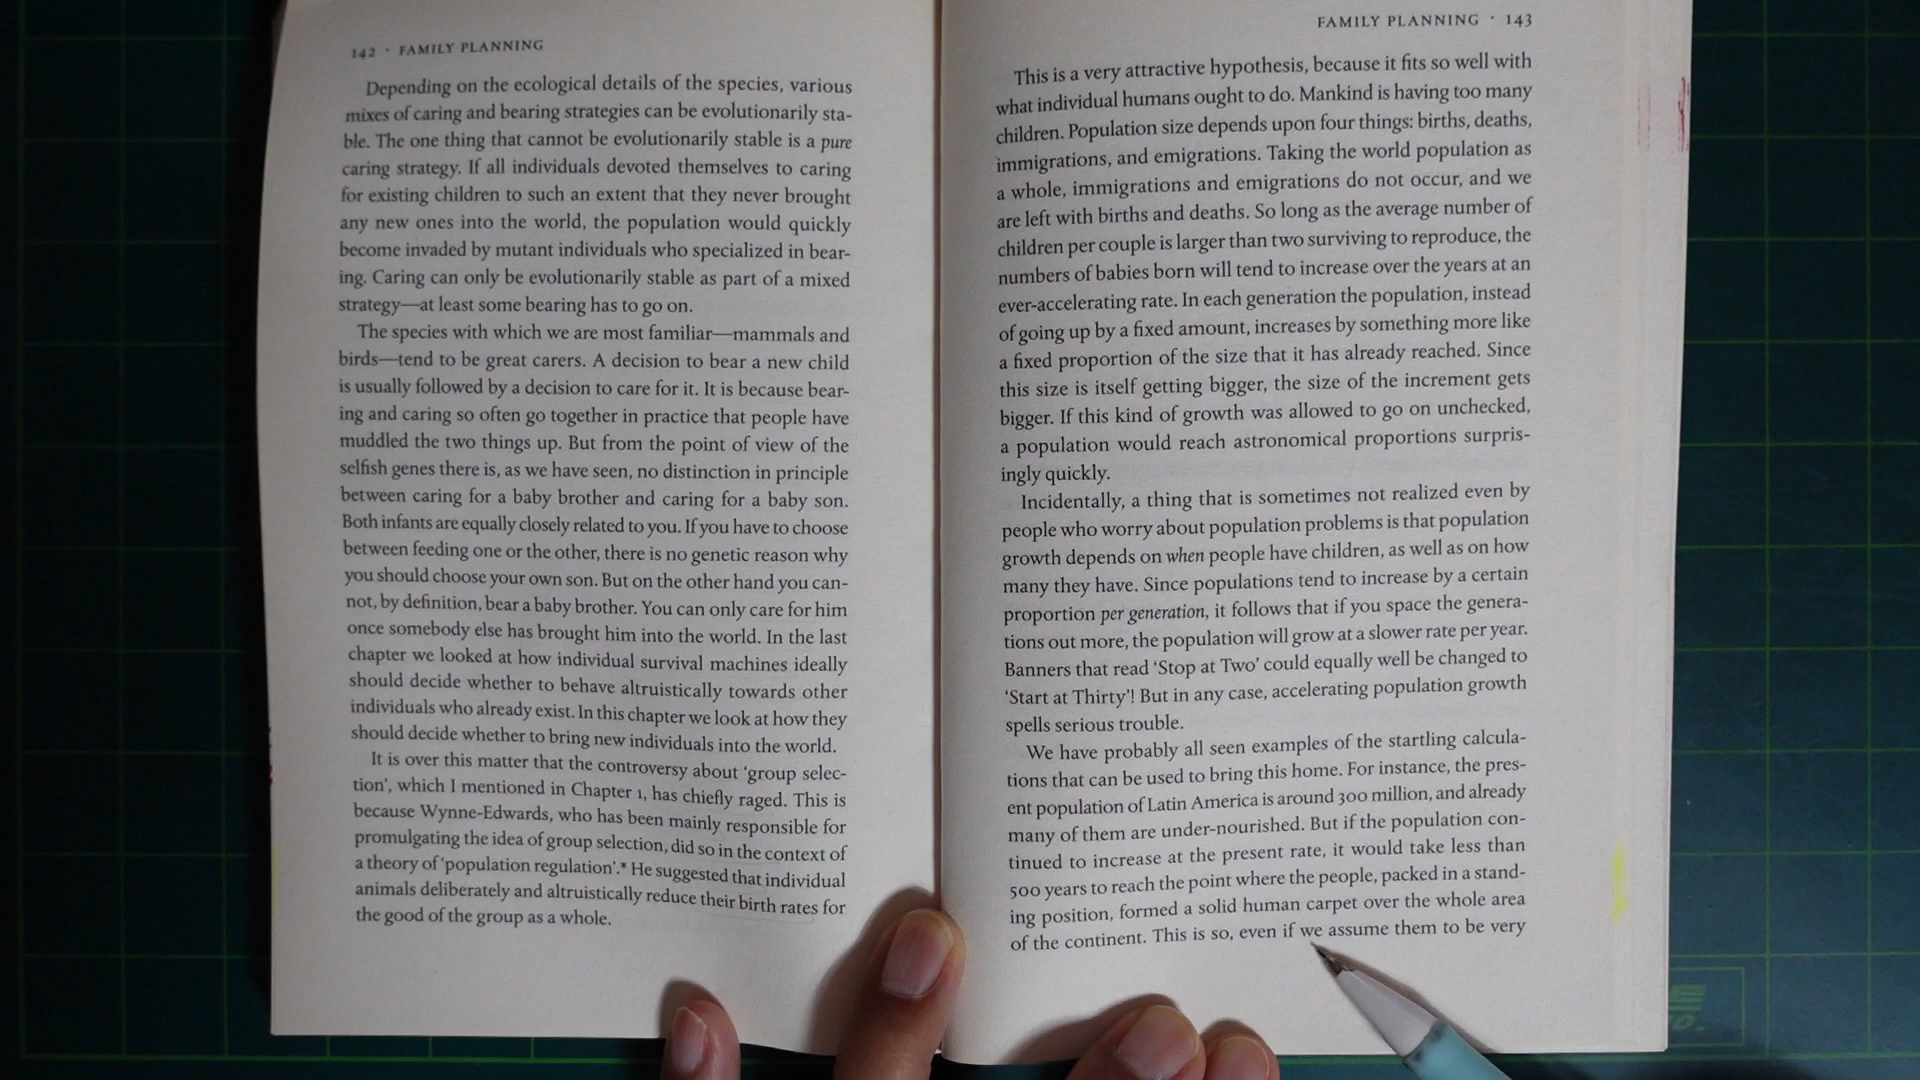 142 · FAMILY PLANNING
Depending on the ecological details of the species, various
mixes of caring and bearing strategies can be evolutionarily sta-
ble. The one thing that cannot be evolutionarily stable is a pure
caring strategy. If all individuals devoted themselves to caring
for existing children to such an extent that they never brought
any new ones into the world, the population would quickly
become invaded by mutant individuals who specialized in bear-
ing. Caring can only be evolutionarily stable as part of a mixed
strategy—at least some bearing has to go on.
The species with which we are most familiar—mammals and
birds—tend to be great carers. A decision to bear a new child
is usually followed by a decision to care for it. It is because bear-
ing and caring so often go together in practice that people have
muddled the two things up. But from the point of view of the
selfish genes there is, as we have seen, no distinction in principle
between caring for a baby brother and caring for a baby son.
Both infants are equally closely related to you. If you have to choose
between feeding one or the other, there is no genetic reason why
you should choose your own son. But on the other hand you can-
not, by definition, bear a baby brother. You can only care for him
once somebody else has brought him into the world. In the last
chapter we looked at how individual survival machines ideally
should decide whether to behave altruistically towards other
individuals who already exist. In this chapter we look at how they
should decide whether to bring new individuals into the world.
It is over this matter that the controversy about ‘group selec-
tion’, which I mentioned in Chapter 1, has chiefly raged. This is
because Wynne-Edwards, who has been mainly responsible for
promulgating the idea of group selection, did so in the context of
a theory of ‘population regulation’.* He suggested that individual
animals deliberately and altruistically reduce their birth rates for
the good of the group as a whole.
FAMILY PLANNING · 143
This is a very attractive hypothesis, because it fits so well with
what individual humans ought to do. Mankind is having too many
children. Population size depends upon four things: births, deaths,
immigrations, and emigrations. Taking the world population as
a whole, immigrations and emigrations do not occur, and we
are left with births and deaths. So long as the average number of
children per couple is larger than two surviving to reproduce, the
numbers of babies born will tend to increase over the years at an
ever-accelerating rate. In each generation the population, instead
of going up by a fixed amount, increases by something more like
a fixed proportion of the size that it has already reached. Since
this size is itself getting bigger, the size of the increment gets
bigger. If this kind of growth was allowed to go on unchecked,
a population would reach astronomical proportions surpris-
ingly quickly.
Incidentally, a thing that is sometimes not realized even by
people who worry about population problems is that population
growth depends on when people have children, as well as on how
many they have. Since populations tend to increase by a certain
proportion per generation, it follows that if you space the genera-
tions out more, the population will grow at a slower rate per year.
Banners that read ‘Stop at Two’ could equally well be changed to
‘Start at Thirty’! But in any case, accelerating population growth
spells serious trouble.
We have probably all seen examples of the startling calcula-
tions that can be used to bring this home. For instance, the pres-
ent population of Latin America is around 300 million, and already
many of them are under-nourished. But if the population con-
tinued to increase at the present rate, it would take less than
500 years to reach the point where the people, packed in a stand-
ing position, formed a solid human carpet over the whole area
of the continent. This is so, even if we assume them to be very